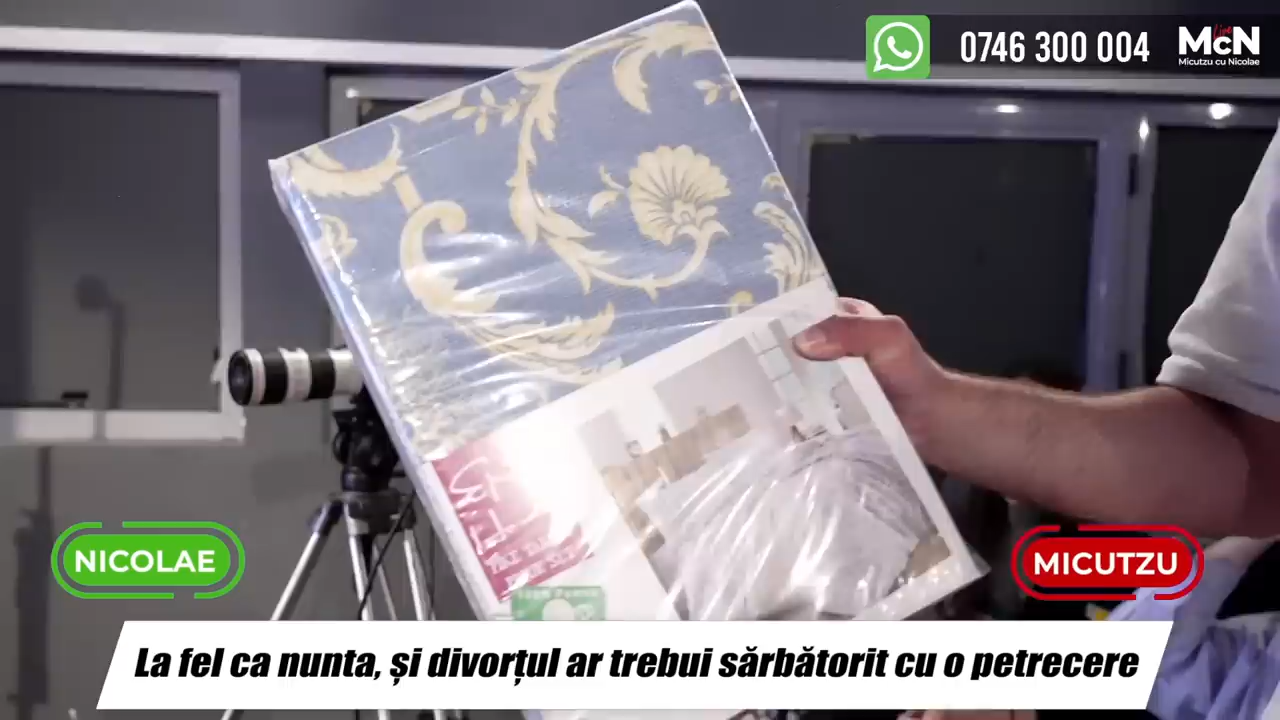 0746 300 004
Live
McN
Micutzu cu Nicolae
NICOLAE
MICUTZU
La fel ca nunta, și divorțul ar trebui sărbătorit cu o petrecere